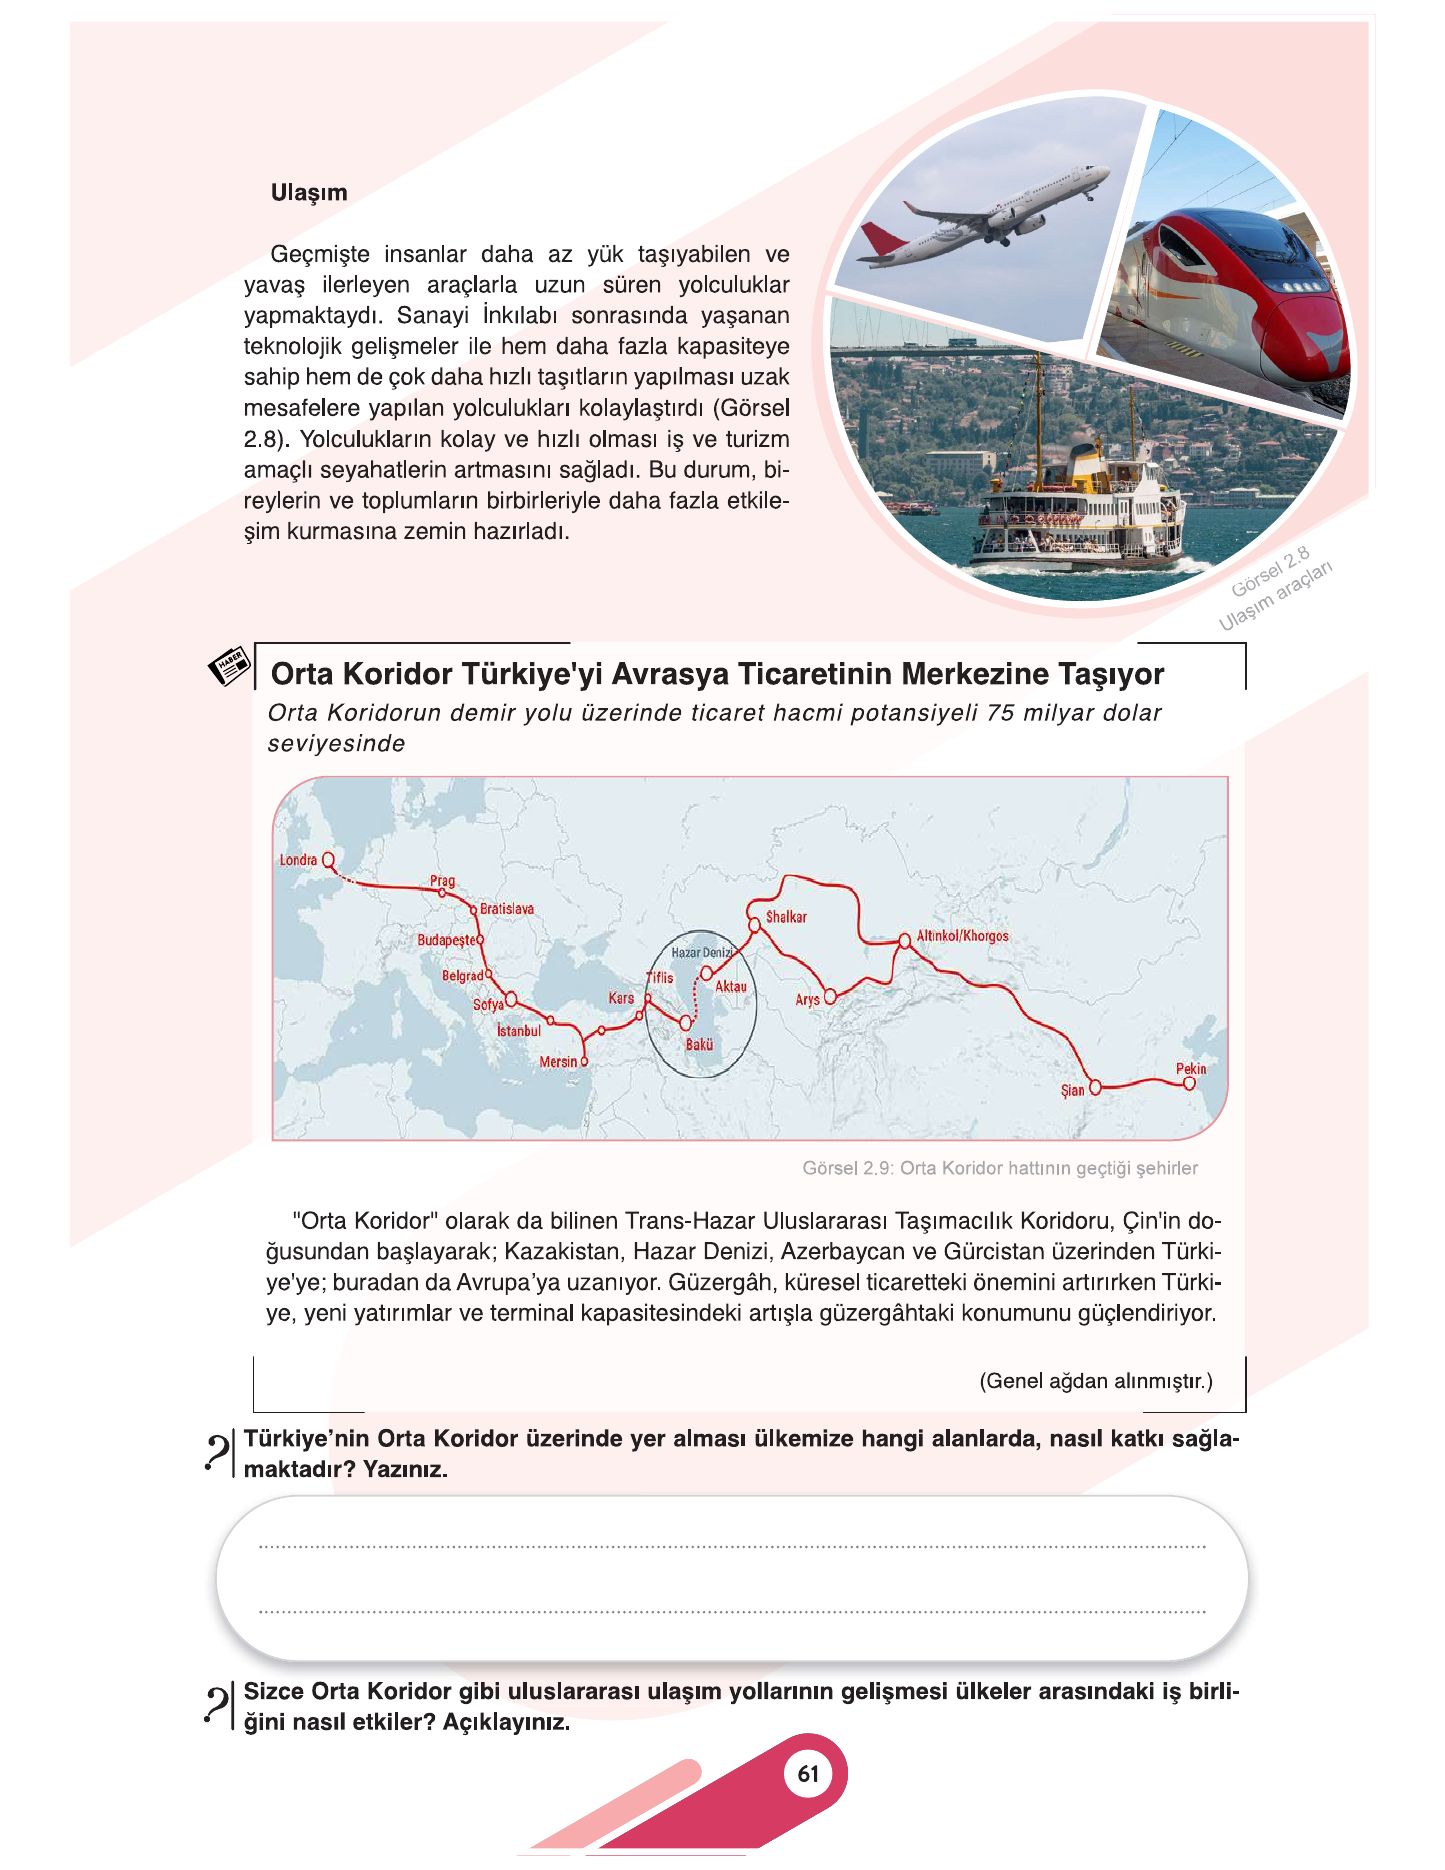 Ulaşım
Geçmişte insanlar daha az yük taşıyabilen ve
yavaş ilerleyen araçlarla uzun süren yolculuklar
yapmaktaydı. Sanayi İnkılabı sonrasında yaşanan
teknolojik gelişmeler ile hem daha fazla kapasiteye
sahip hem de çok daha hızlı taşıtların yapılması uzak
mesafelere yapılan yolculukları kolaylaştırdı (Görsel
2.8). Yolculukların kolay ve hızlı olması iş ve turizm
amaçlı seyahatlerin artmasını sağladı. Bu durum, bi-
reylerin ve toplumların birbirleriyle daha fazla etkile-
şim kurmasına zemin hazırladı.
Görsel 2.8
Ulaşım araçları
HABER
Orta Koridor Türkiye'yi Avrasya Ticaretinin Merkezine Taşıyor
Orta Koridorun demir yolu üzerinde ticaret hacmi potansiyeli 75 milyar dolar
seviyesinde
Londra
Prag
Bratislava
Budapeşte
Belgrad
Sofya
İstanbul
Mersin
Kars
Tiflis
Hazar Denizi
Bakü
Aktau
Shalkar
Arys
Altınkol/Khorgos
Şian
Pekin
Görsel 2.9: Orta Koridor hattının geçtiği şehirler
"Orta Koridor" olarak da bilinen Trans-Hazar Uluslararası Taşımacılık Koridoru, Çin'in do-
ğusundan başlayarak; Kazakistan, Hazar Denizi, Azerbaycan ve Gürcistan üzerinden Türki-
ye'ye; buradan da Avrupa’ya uzanıyor. Güzergâh, küresel ticaretteki önemini artırırken Türki-
ye, yeni yatırımlar ve terminal kapasitesindeki artışla güzergâhtaki konumunu güçlendiriyor.
(Genel ağdan alınmıştır.)
? Türkiye’nin Orta Koridor üzerinde yer alması ülkemize hangi alanlarda, nasıl katkı sağla-
maktadır? Yazınız.
? Sizce Orta Koridor gibi uluslararası ulaşım yollarının gelişmesi ülkeler arasındaki iş birli-
ğini nasıl etkiler? Açıklayınız.
61